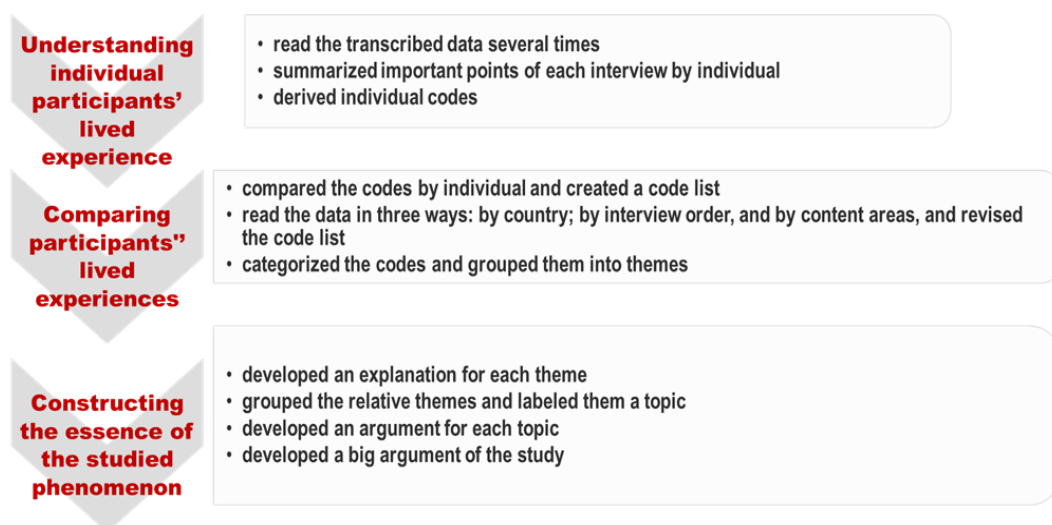 Understanding
individual
participants’
lived
experience
• read the transcribed data several times
• summarized important points of each interview by individual
• derived individual codes
Comparing
participants’’
lived
experiences
• compared the codes by individual and created a code list
• read the data in three ways: by country; by interview order, and by content areas, and revised
the code list
• categorized the codes and grouped them into themes
Constructing
the essence of
the studied
phenomenon
• developed an explanation for each theme
• grouped the relative themes and labeled them a topic
• developed an argument for each topic
• developed a big argument of the study